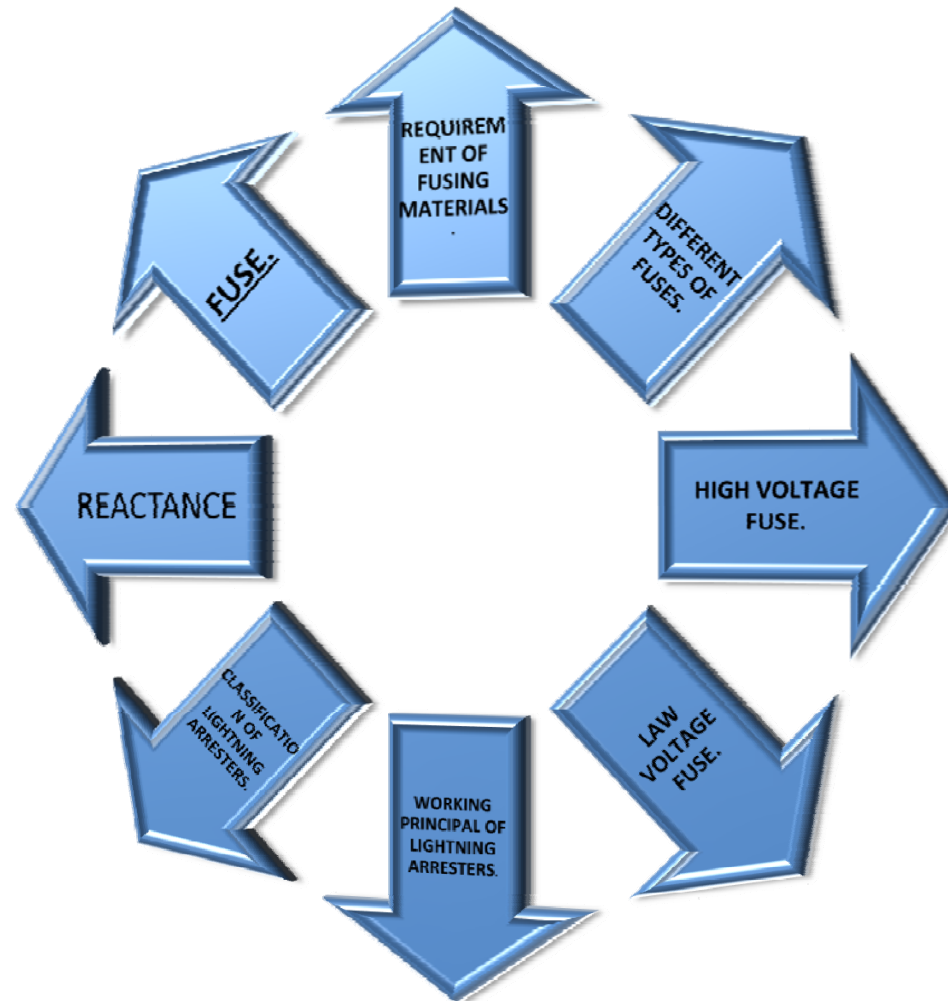 REQUIREM
ENT OF
FUSING
MATERIALS
.
DIFFERENT
TYPES OF
FUSES.
HIGH VOLTAGE
FUSE.
LAW
VOLTAGE
FUSE.
WORKING
PRINCIPAL OF
LIGHTNING
ARRESTERS.
CLASSIFICATIO
N OF
LIGHTNING
ARRESTERS.
REACTANCE
FUSE.